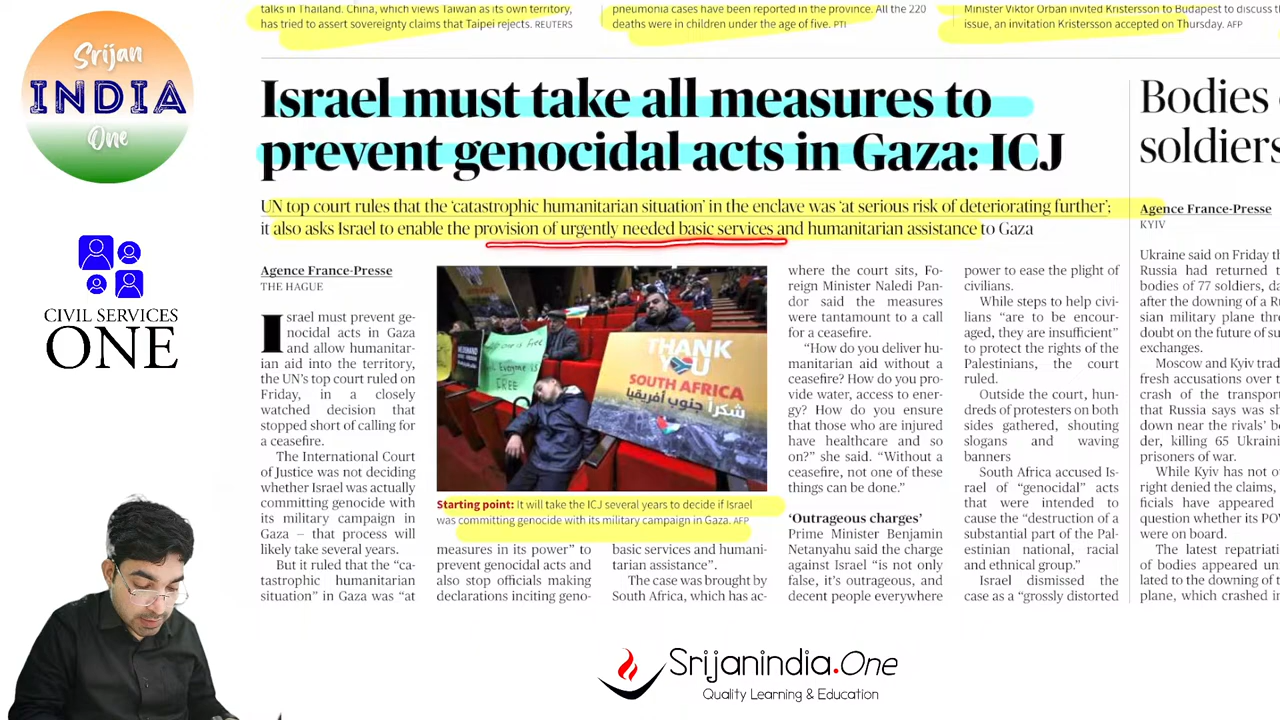 talks in Thailand. China, which views Taiwan as its own territory,
has tried to assert sovereignty claims that Taipei rejects. REUTERS
pneumonia cases have been reported in the province. All the 220
deaths were in children under the age of five. PTI
Minister Viktor Orban invited Kristersson to Budapest to discuss
issue, an invitation Kristersson accepted on Thursday. AFP
Srijan
INDIA
One
CIVIL SERVICES
ONE
Israel must take all measures to
prevent genocidal acts in Gaza: ICJ
UN top court rules that the ‘catastrophic humanitarian situation’ in the enclave was ‘at serious risk of deteriorating further’;
it also asks Israel to enable the provision of urgently needed basic services and humanitarian assistance to Gaza
Agence France-Presse
THE HAGUE
Israel must prevent ge-
nocidal acts in Gaza
and allow humanitar-
ian aid into the territory,
the UN’s top court ruled on
Friday, in a closely
watched decision that
stopped short of calling for
a ceasefire.
The International Court
of Justice was not deciding
whether Israel was actually
committing genocide with
its military campaign in
Gaza – that process will
likely take several years.
But it ruled that the “ca-
tastrophic humanitarian
situation” in Gaza was “at
THANK
YOU
SOUTH AFRICA
شكراً جنوب أفريقيا
FREE
Starting point: It will take the ICJ several years to decide if Israel
was committing genocide with its military campaign in Gaza. AFP
measures in its power” to
prevent genocidal acts and
also stop officials making
declarations inciting geno-
basic services and humani-
tarian assistance”.
The case was brought by
South Africa, which has ac-
where the court sits, Fo-
reign Minister Naledi Pan-
dor said the measures
were tantamount to a call
for a ceasefire.
“How do you deliver hu-
manitarian aid without a
ceasefire? How do you pro-
vide water, access to ener-
gy? How do you ensure
that those who are injured
have healthcare and so
on?” she said. “Without a
ceasefire, not one of these
things can be done.”
‘Outrageous charges’
Prime Minister Benjamin
Netanyahu said the charge
against Israel “is not only
false, it’s outrageous, and
decent people everywhere
power to ease the plight of
civilians.
While steps to help civi-
lians “are to be encour-
aged, they are insufficient”
to protect the rights of the
Palestinians, the court
ruled.
Outside the court, hun-
dreds of protesters on both
sides gathered, shouting
slogans and waving
banners
South Africa accused Is-
rael of “genocidal” acts
that were intended to
cause the “destruction of a
substantial part of the Pal-
estinian national, racial
and ethnical group.”
Israel dismissed the
case as a “grossly distorted
Bodies
soldiers
Agence France-Presse
KYIV
Ukraine said on Friday
Russia had returned
bodies of 77 soldiers,
after the downing of a
sian military plane
doubt on the future of
exchanges.
Moscow and Kyiv
fresh accusations over
crash of the
that Russia says was
down near the rivals’
der, killing 65
prisoners of war.
While Kyiv has not
right denied the claims,
ficials have appeared
question whether its
were on board.
The latest
of bodies appeared
lated to the downing of
plane, which crashed
Srijanindia.One
Quality Learning & Education